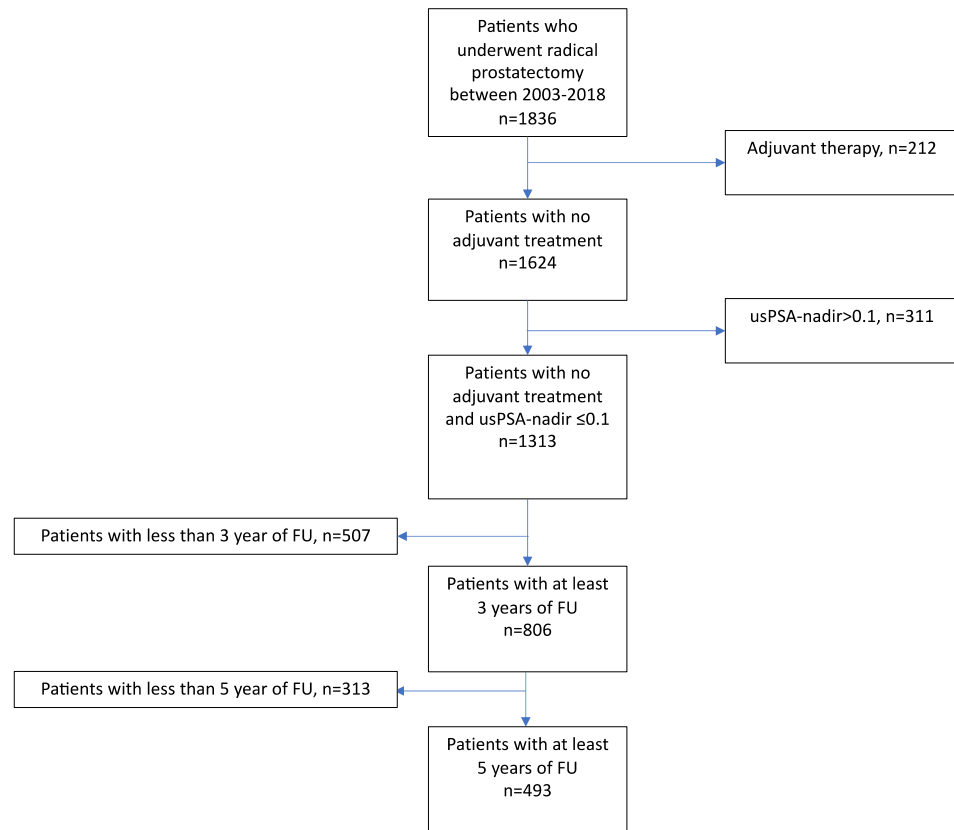 Patients who
underwent radical
prostatectomy
between 2003-2018
n=1836
Adjuvant therapy, n=212
Patients with no
adjuvant treatment
n=1624
usPSA-nadir>0.1, n=311
Patients with no
adjuvant treatment
and usPSA-nadir ≤0.1
n=1313
Patients with less than 3 year of FU, n=507
Patients with at least
3 years of FU
n=806
Patients with less than 5 year of FU, n=313
Patients with at least
5 years of FU
n=493